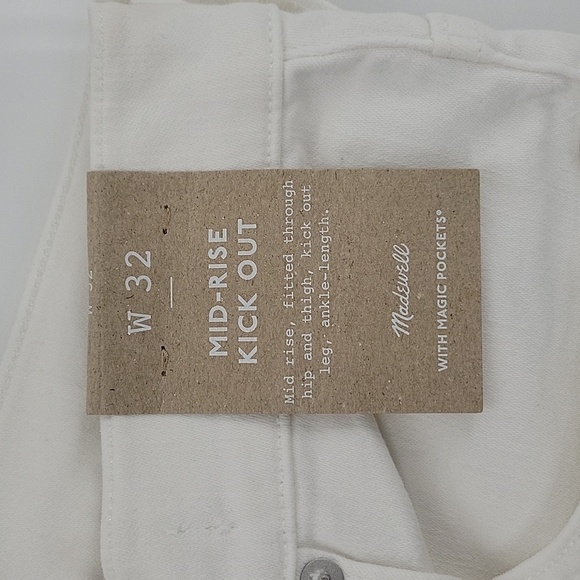 W 32
W 32
MID-RISE
KICK OUT
Mid rise, fitted through
hip and thigh, kick out
leg, ankle-length.
Madewell
WITH MAGIC POCKETS®